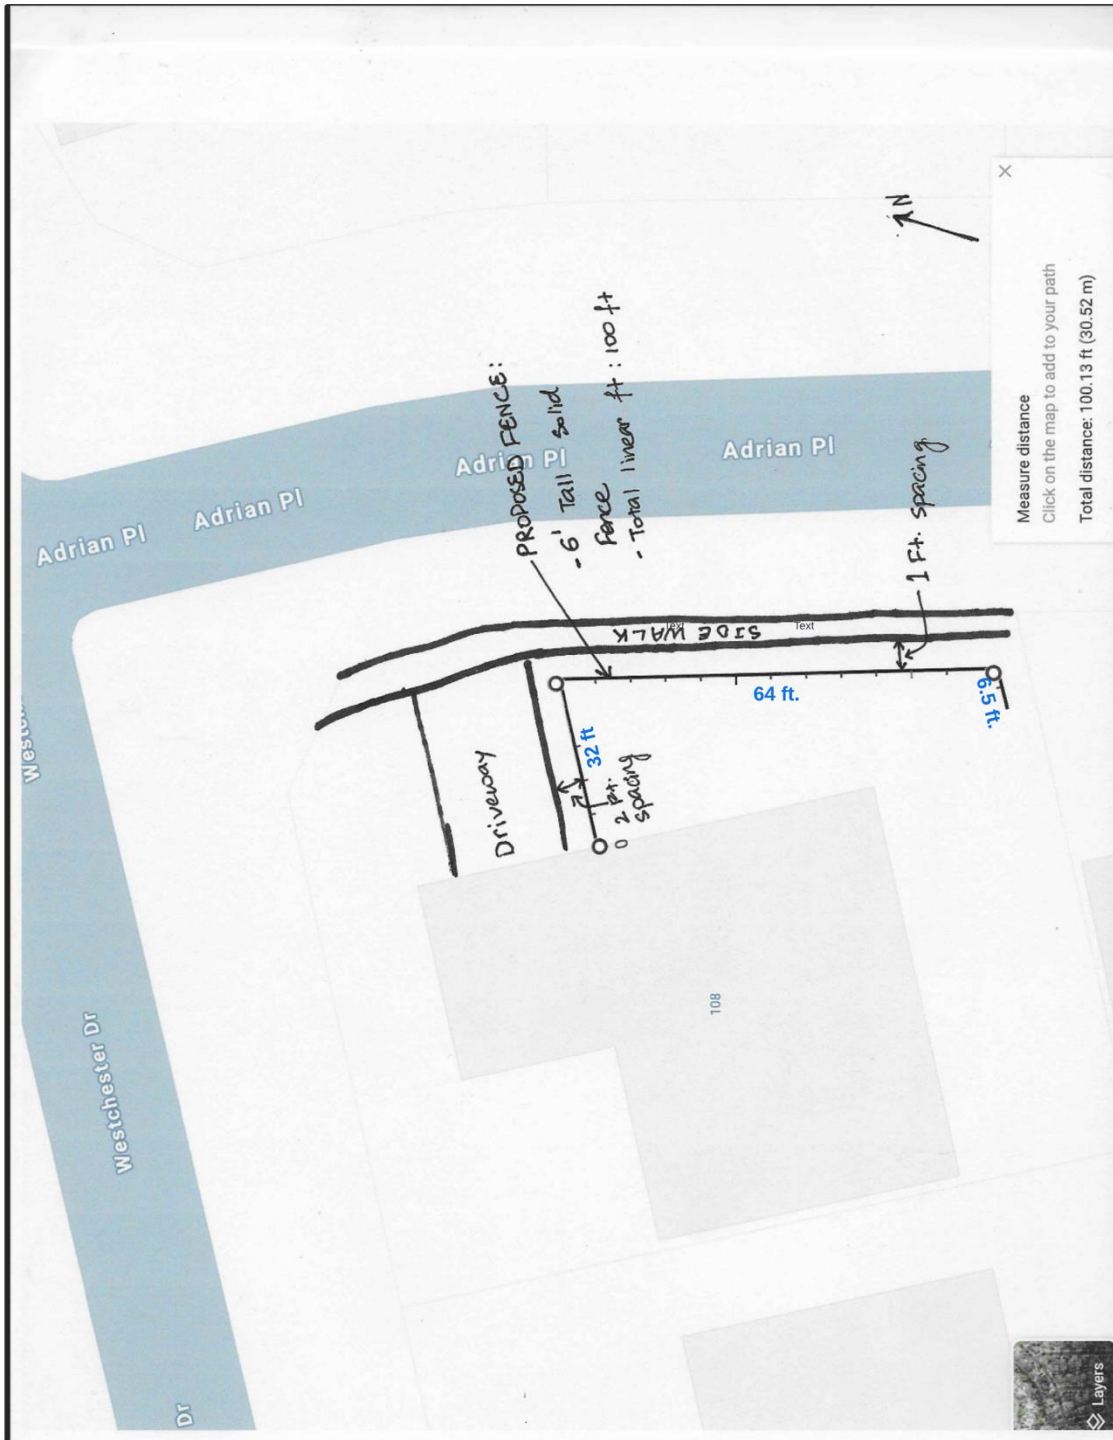 Adrian Pl
Adrian Pl
Adrian Pl
Adrian Pl
Westchester Dr
Dr
N
PROPOSED FENCE:
- 6' Tall Solid
Fence
- Total linear ft : 100 ft
SIDE WALK
Text
Text
1 Ft. spacing
64 ft.
6.5 ft.
32 ft
2 Ft.
spacing
0
Driveway
108
×
Measure distance
Click on the map to add to your path
Total distance: 100.13 ft (30.52 m)
Layers